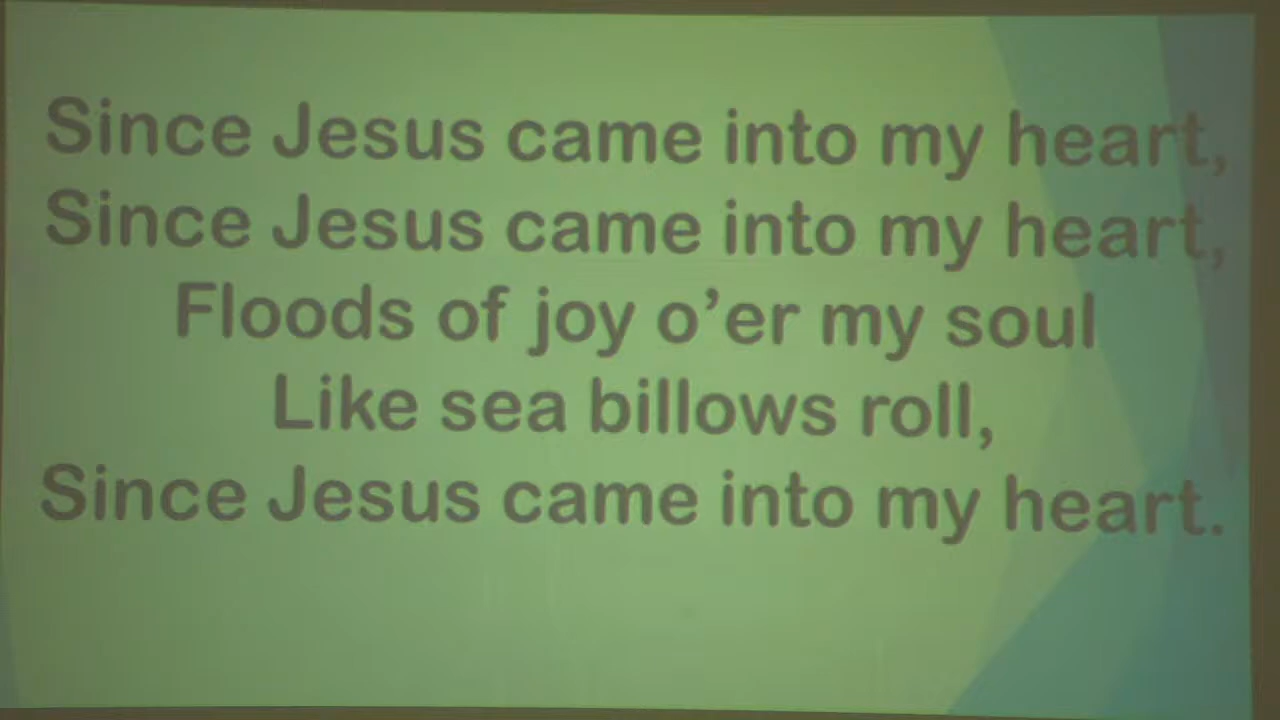 Since Jesus came into my heart,
Since Jesus came into my heart,
Floods of joy o’er my soul
Like sea billows roll,
Since Jesus came into my heart.